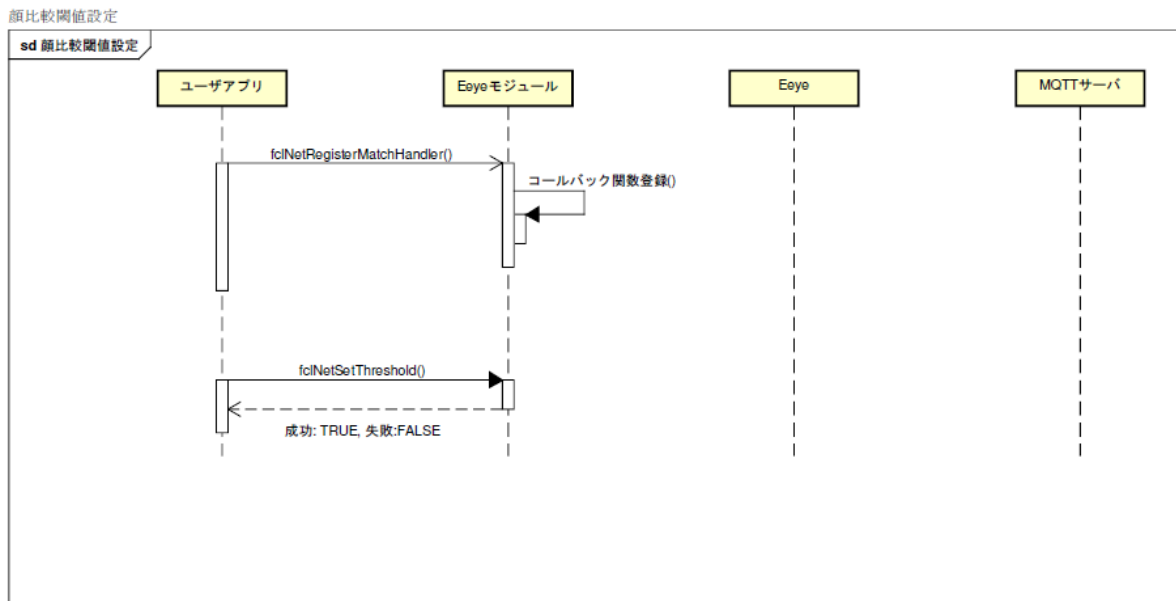 顔比較閾値設定
sd 顔比較閾値設定
ユーザアプリ
Eeyeモジュール
Eeye
MQTTサーバ
fclNetRegisterMatchHandler()
コールバック関数登録()
fclNetSetThreshold()
成功: TRUE, 失敗:FALSE